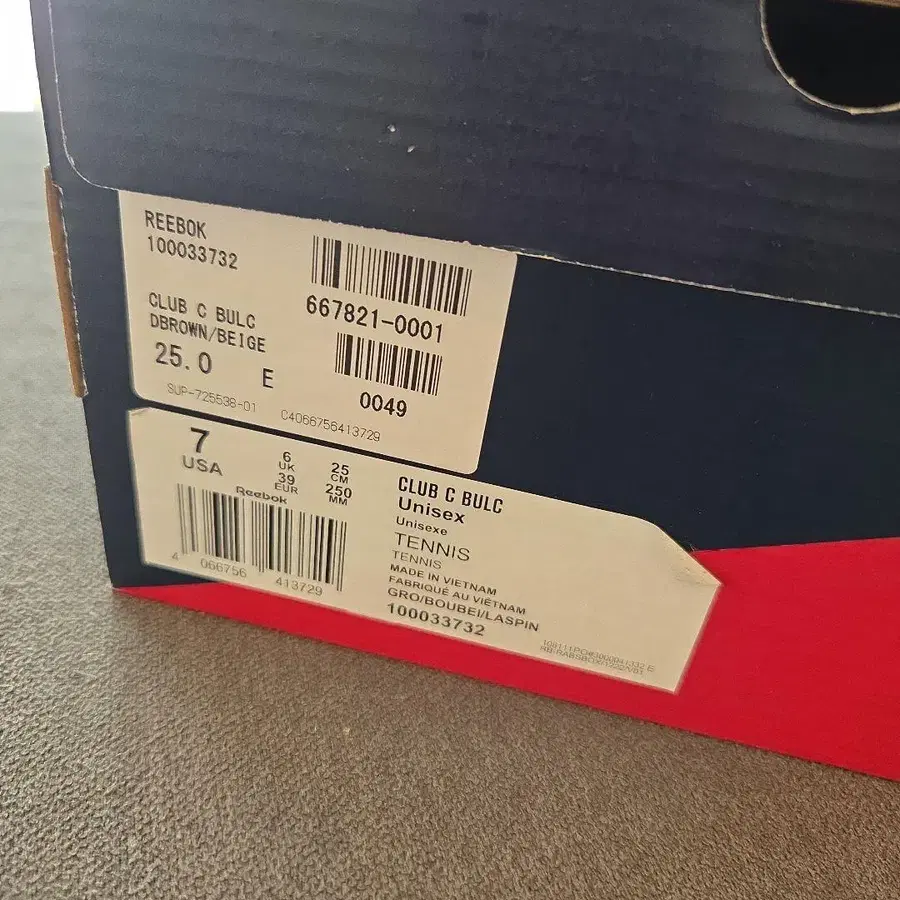 REEBOK
100033732
667821-0001
CLUB C BULC
DBROWN/BEIGE
25.0 E
0049
SUP-725538-01 C4066756413729
7
USA
6
UK
39
EUR
25
CM
250
MM
Reebok
4 066756 413729
CLUB C BULC
Unisex
Unisexe
TENNIS
TENNIS
MADE IN VIETNAM
FABRIQUÉ AU VIÊTNAM
GRO/BOUBEI/LASPIN
100033732